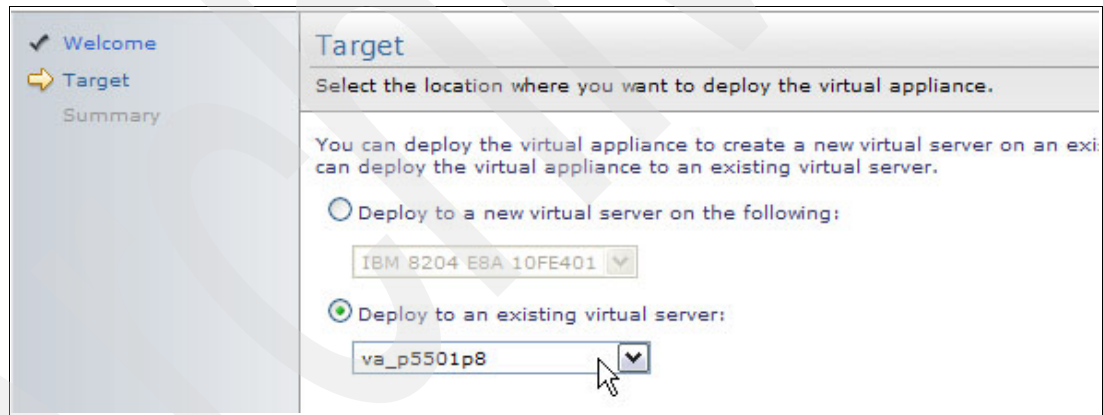 Welcome
Target
Summary
Target
Select the location where you want to deploy the virtual appliance.
You can deploy the virtual appliance to create a new virtual server on an
can deploy the virtual appliance to an existing virtual server.
Deploy to a new virtual server on the following:
IBM 8204 E8A 10FE401
Deploy to an existing virtual server:
va_p5501p8